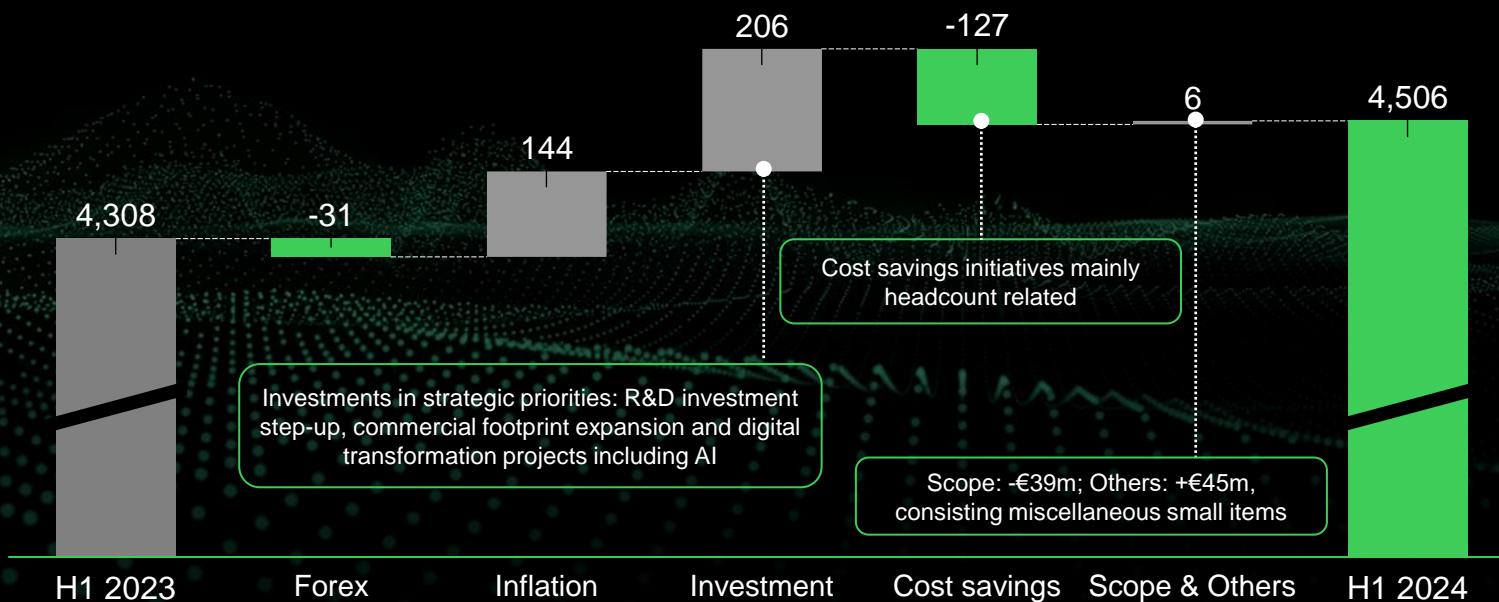 206
-127
6
4,506
144
4,308
-31
Cost savings initiatives mainly
headcount related
Investments in strategic priorities: R&D investment
step-up, commercial footprint expansion and digital
transformation projects including AI
Scope: -€39m; Others: +€45m,
consisting miscellaneous small items
H1 2023
Forex
Inflation
Investment
Cost savings
Scope & Others
H1 2024